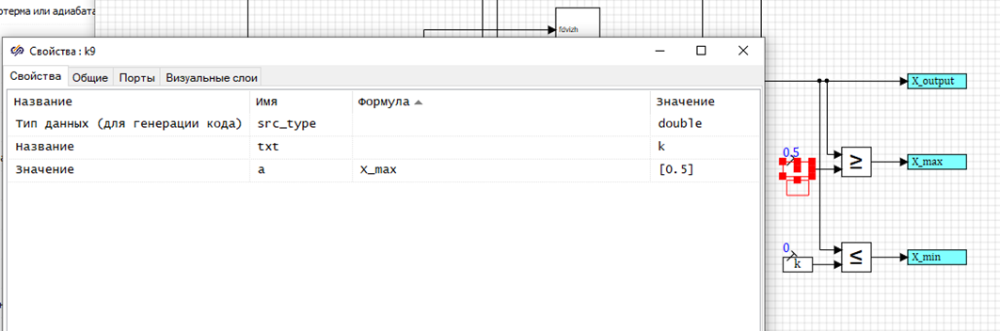 отерма или адиабата
fdvizh
Свойства : k9
Свойства Общие Порты Визуальные слои
Название Имя Формула Значение
Тип данных (для генерации кода) src_type double
Название txt k
Значение a X_max [0.5]
X_output
0.5
≥ X_max
0
k ≤ X_min